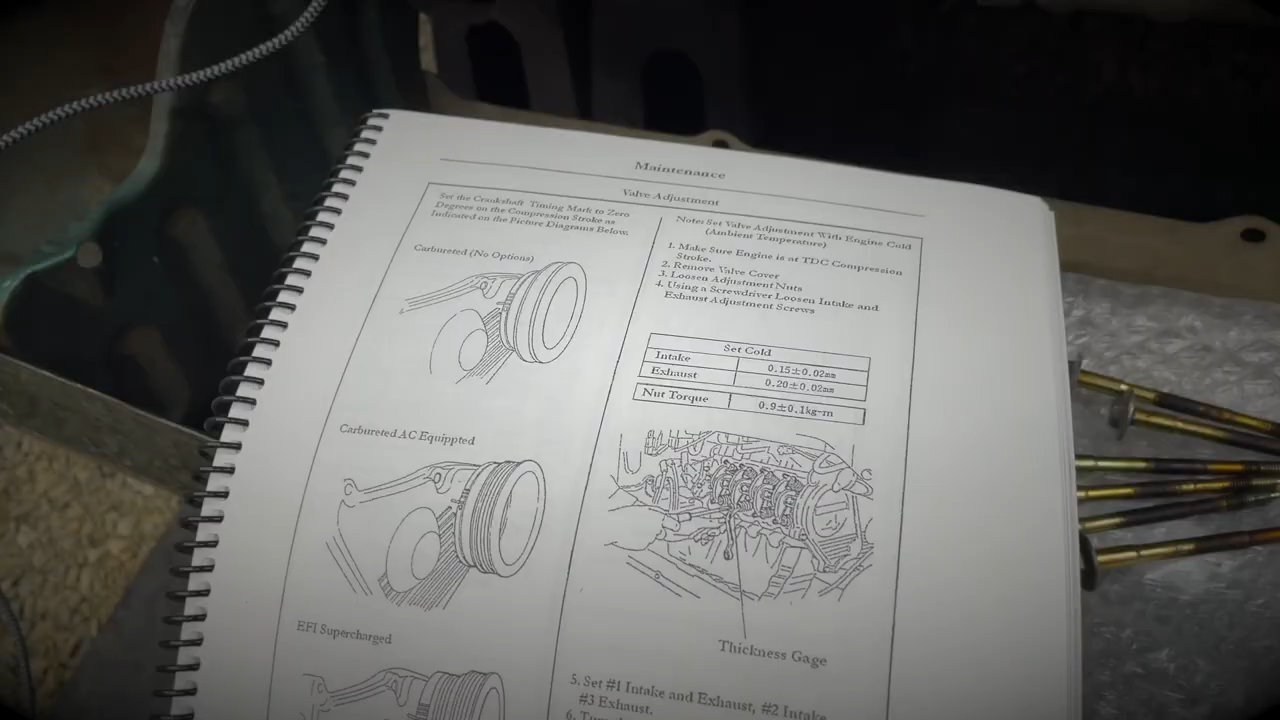 Maintenance
Valve Adjustment
Set the Crankshaft Timing Mark to Zero
Degrees on the Compression Stroke as
Indicated on the Picture Diagrams Below.
Carbureted (No Options)
Carbureted AC Equippted
EFI Supercharged
Note: Set Valve Adjustment With Engine Cold
(Ambient Temperature)
1. Make Sure Engine is at TDC Compression
Stroke.
2. Remove Valve Cover
3. Loosen Adjustment Nuts
4. Using a Screwdriver Loosen Intake and
Exhaust Adjustment Screws
Set Cold
Intake 0.15±0.02mm
Exhaust 0.20±0.02mm
Nut Torque 0.9±0.1kg-m
Thickness Gage
5. Set #1 Intake and Exhaust, #2 Intake
#3 Exhaust.
6.